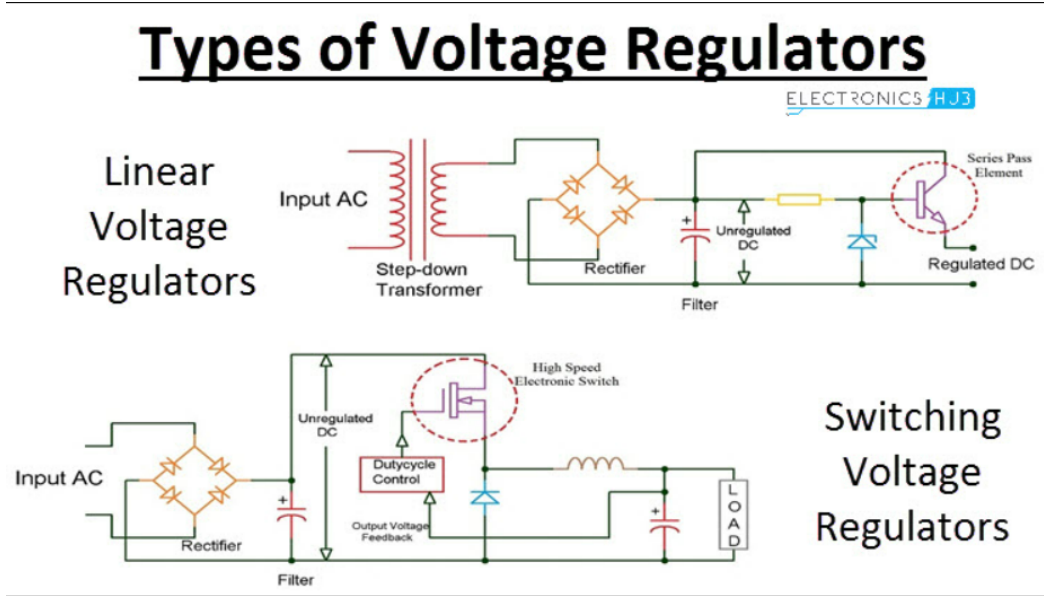 Types of Voltage Regulators
ELECTRONICS HUB
Linear
Voltage
Regulators
Input AC
Step-down
Transformer
Rectifier
+
Filter
Unregulated
DC
Series Pass
Element
Regulated DC
Input AC
Rectifier
+
Filter
Unregulated
DC
High Speed
Electronic Switch
Dutycycle
Control
Output Voltage
Feedback
+
LOAD
Switching
Voltage
Regulators